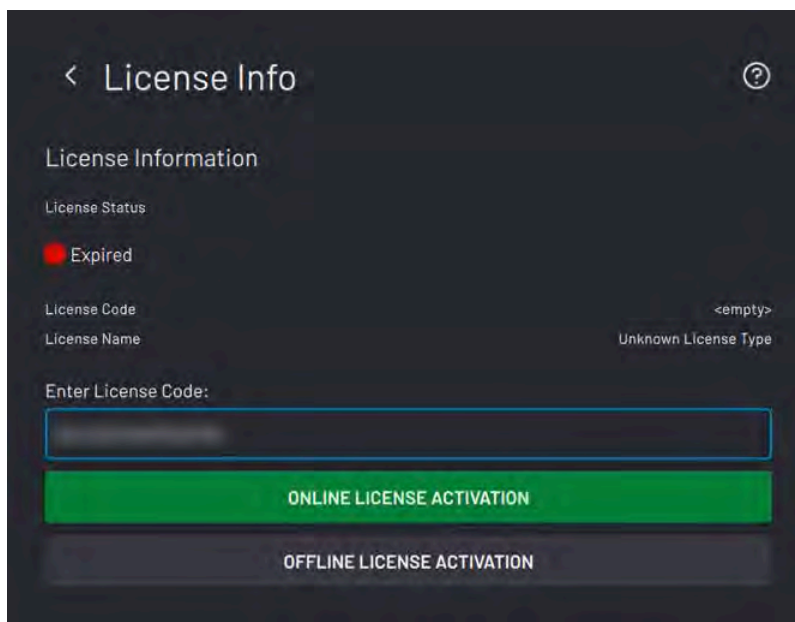 License Info
License Information
License Status
Expired
License Code <empty>
License Name Unknown License Type
Enter License Code:
ONLINE LICENSE ACTIVATION
OFFLINE LICENSE ACTIVATION